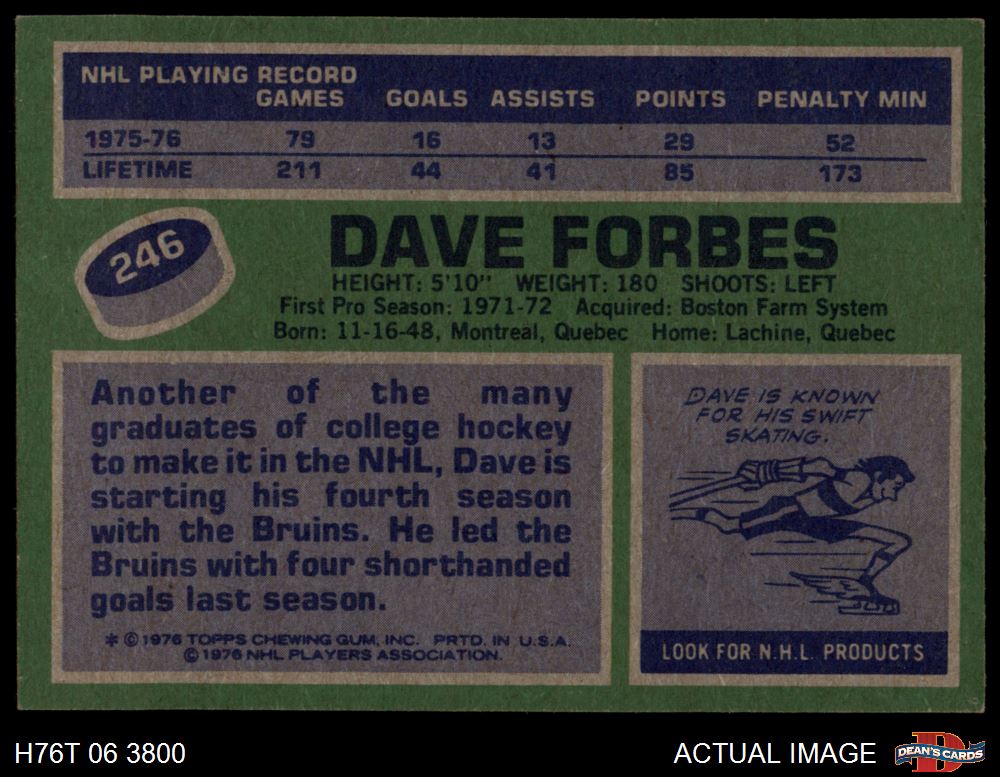 NHL PLAYING RECORD
GAMES GOALS ASSISTS POINTS PENALTY MIN
1975-76 79 16 13 29 52
LIFETIME 211 44 41 85 173
246
DAVE FORBES
HEIGHT: 5'10" WEIGHT: 180 SHOOTS: LEFT
First Pro Season: 1971-72 Acquired: Boston Farm System
Born: 11-16-48, Montreal, Quebec Home: Lachine, Quebec
Another of the many
graduates of college hockey
to make it in the NHL, Dave is
starting his fourth season
with the Bruins. He led the
Bruins with four shorthanded
goals last season.
* © 1976 TOPPS CHEWING GUM, INC. PRTD. IN U.S.A.
© 1976 NHL PLAYERS ASSOCIATION.
DAVE IS KNOWN
FOR HIS SWIFT
SKATING.
LOOK FOR N.H.L. PRODUCTS
H76T 06 3800
ACTUAL IMAGE
D
DEAN'S CARDS